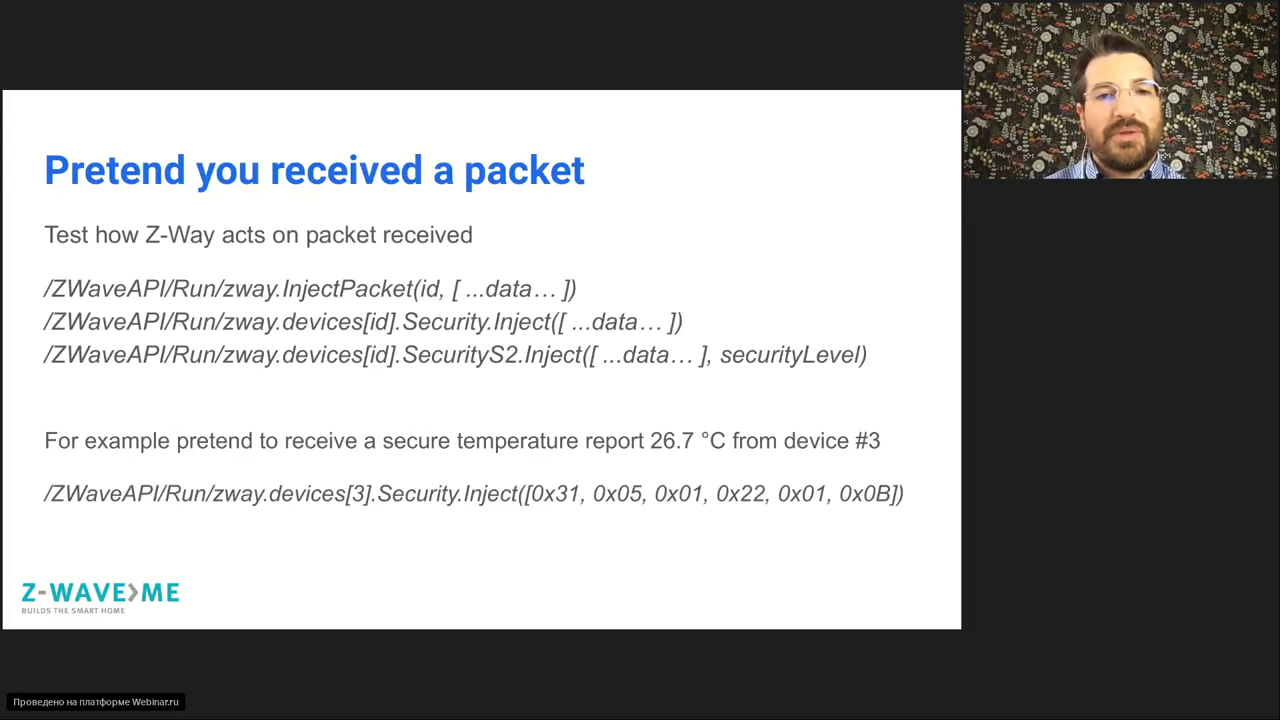 Pretend you received a packet
Test how Z-Way acts on packet received
/ZWaveAPI/Run/zway.InjectPacket(id, [ ...data… ])
/ZWaveAPI/Run/zway.devices[id].Security.Inject([ ...data… ])
/ZWaveAPI/Run/zway.devices[id].SecurityS2.Inject([ ...data… ], securityLevel)
For example pretend to receive a secure temperature report 26.7 °C from device #3
/ZWaveAPI/Run/zway.devices[3].Security.Inject([0x31, 0x05, 0x01, 0x22, 0x01, 0x0B])
Z-WAVE>ME
BUILDS THE SMART HOME
Проведено на платформе Webinar.ru